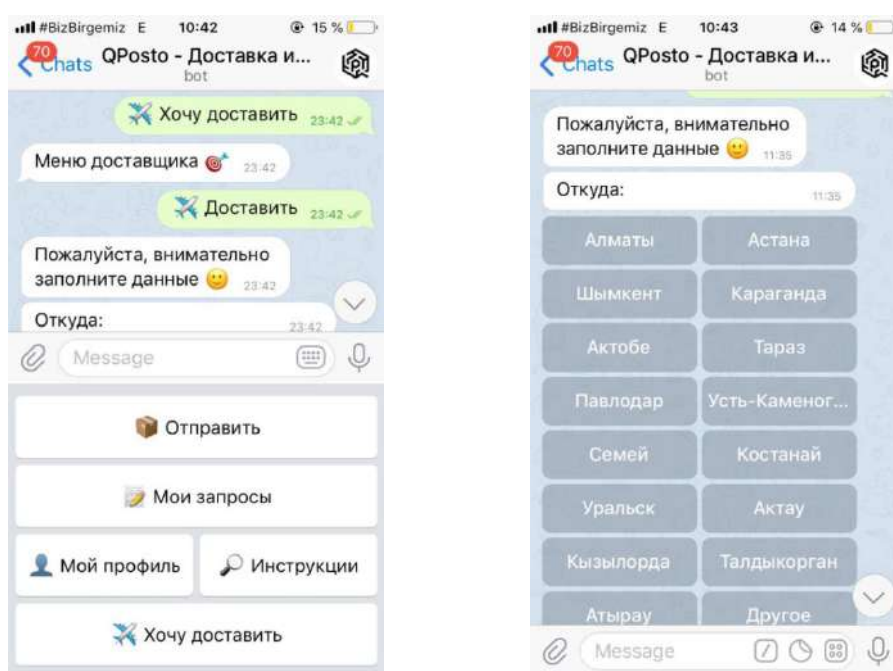 #BizBirgemiz E 10:42 15 %
70
Chats QPosto - Доставка и...
bot
Хочу доставить 23:42
Меню доставщика 23:42
Доставить 23:42
Пожалуйста, внимательно
заполните данные 23:42
Откуда: 23:42
Message
Отправить
Мои запросы
Мой профиль Инструкции
Хочу доставить
#BizBirgemiz E 10:43 14 %
70
Chats QPosto - Доставка и...
bot
Пожалуйста, внимательно
заполните данные 11:35
Откуда: 11:35
Алматы Астана
Шымкент Караганда
Актобе Тараз
Павлодар Усть-Каменог...
Семей Костанай
Уральск Актау
Кызылорда Талдыкорган
Атырау Другое
Message